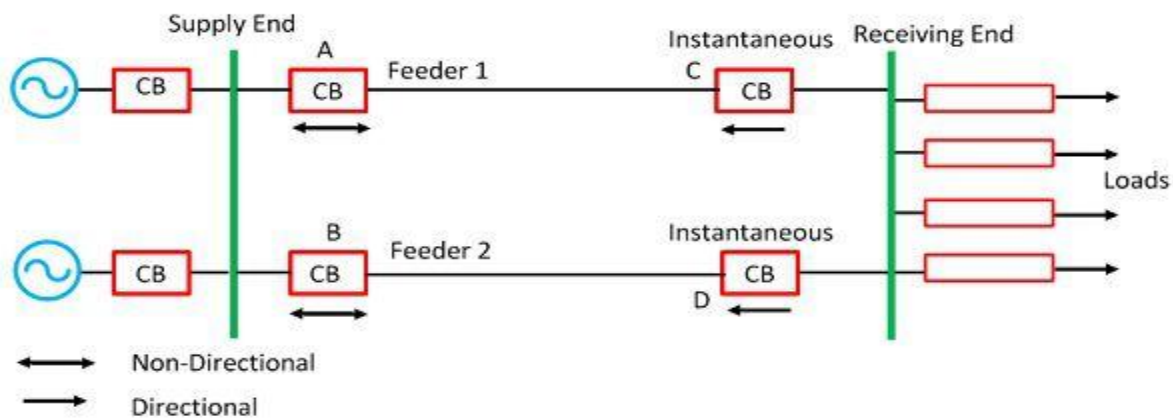 Supply End
A
Instantaneous
Receiving End
CB
CB
Feeder 1
C
CB
Loads
B
Instantaneous
CB
CB
Feeder 2
CB
D
Non-Directional
Directional